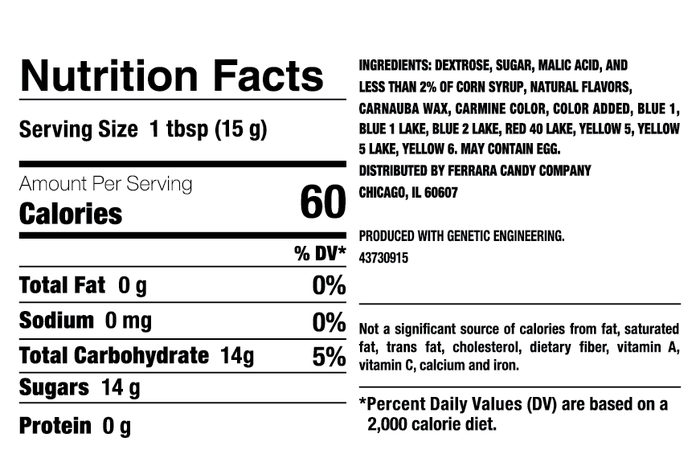 Nutrition Facts
Serving Size 1 tbsp (15 g)
Amount Per Serving
Calories 60
% DV*
Total Fat 0 g 0%
Sodium 0 mg 0%
Total Carbohydrate 14g 5%
Sugars 14 g
Protein 0 g
INGREDIENTS: DEXTROSE, SUGAR, MALIC ACID, AND
LESS THAN 2% OF CORN SYRUP, NATURAL FLAVORS,
CARNAUBA WAX, CARMINE COLOR, COLOR ADDED, BLUE 1,
BLUE 1 LAKE, BLUE 2 LAKE, RED 40 LAKE, YELLOW 5, YELLOW
5 LAKE, YELLOW 6. MAY CONTAIN EGG.
DISTRIBUTED BY FERRARA CANDY COMPANY
CHICAGO, IL 60607
PRODUCED WITH GENETIC ENGINEERING.
43730915
Not a significant source of calories from fat, saturated
fat, trans fat, cholesterol, dietary fiber, vitamin A,
vitamin C, calcium and iron.
*Percent Daily Values (DV) are based on a
2,000 calorie diet.